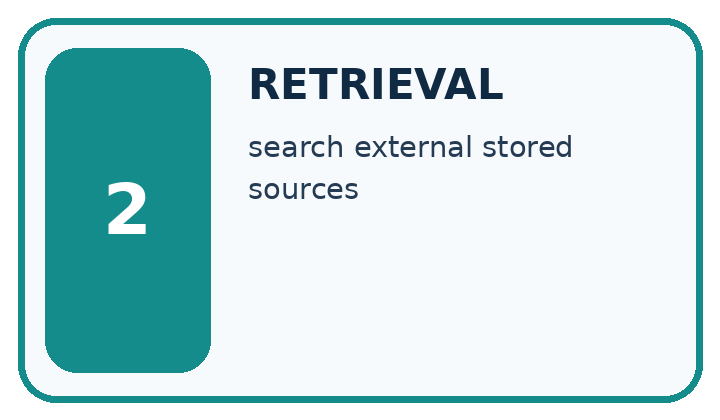 2
RETRIEVAL
search external stored
sources